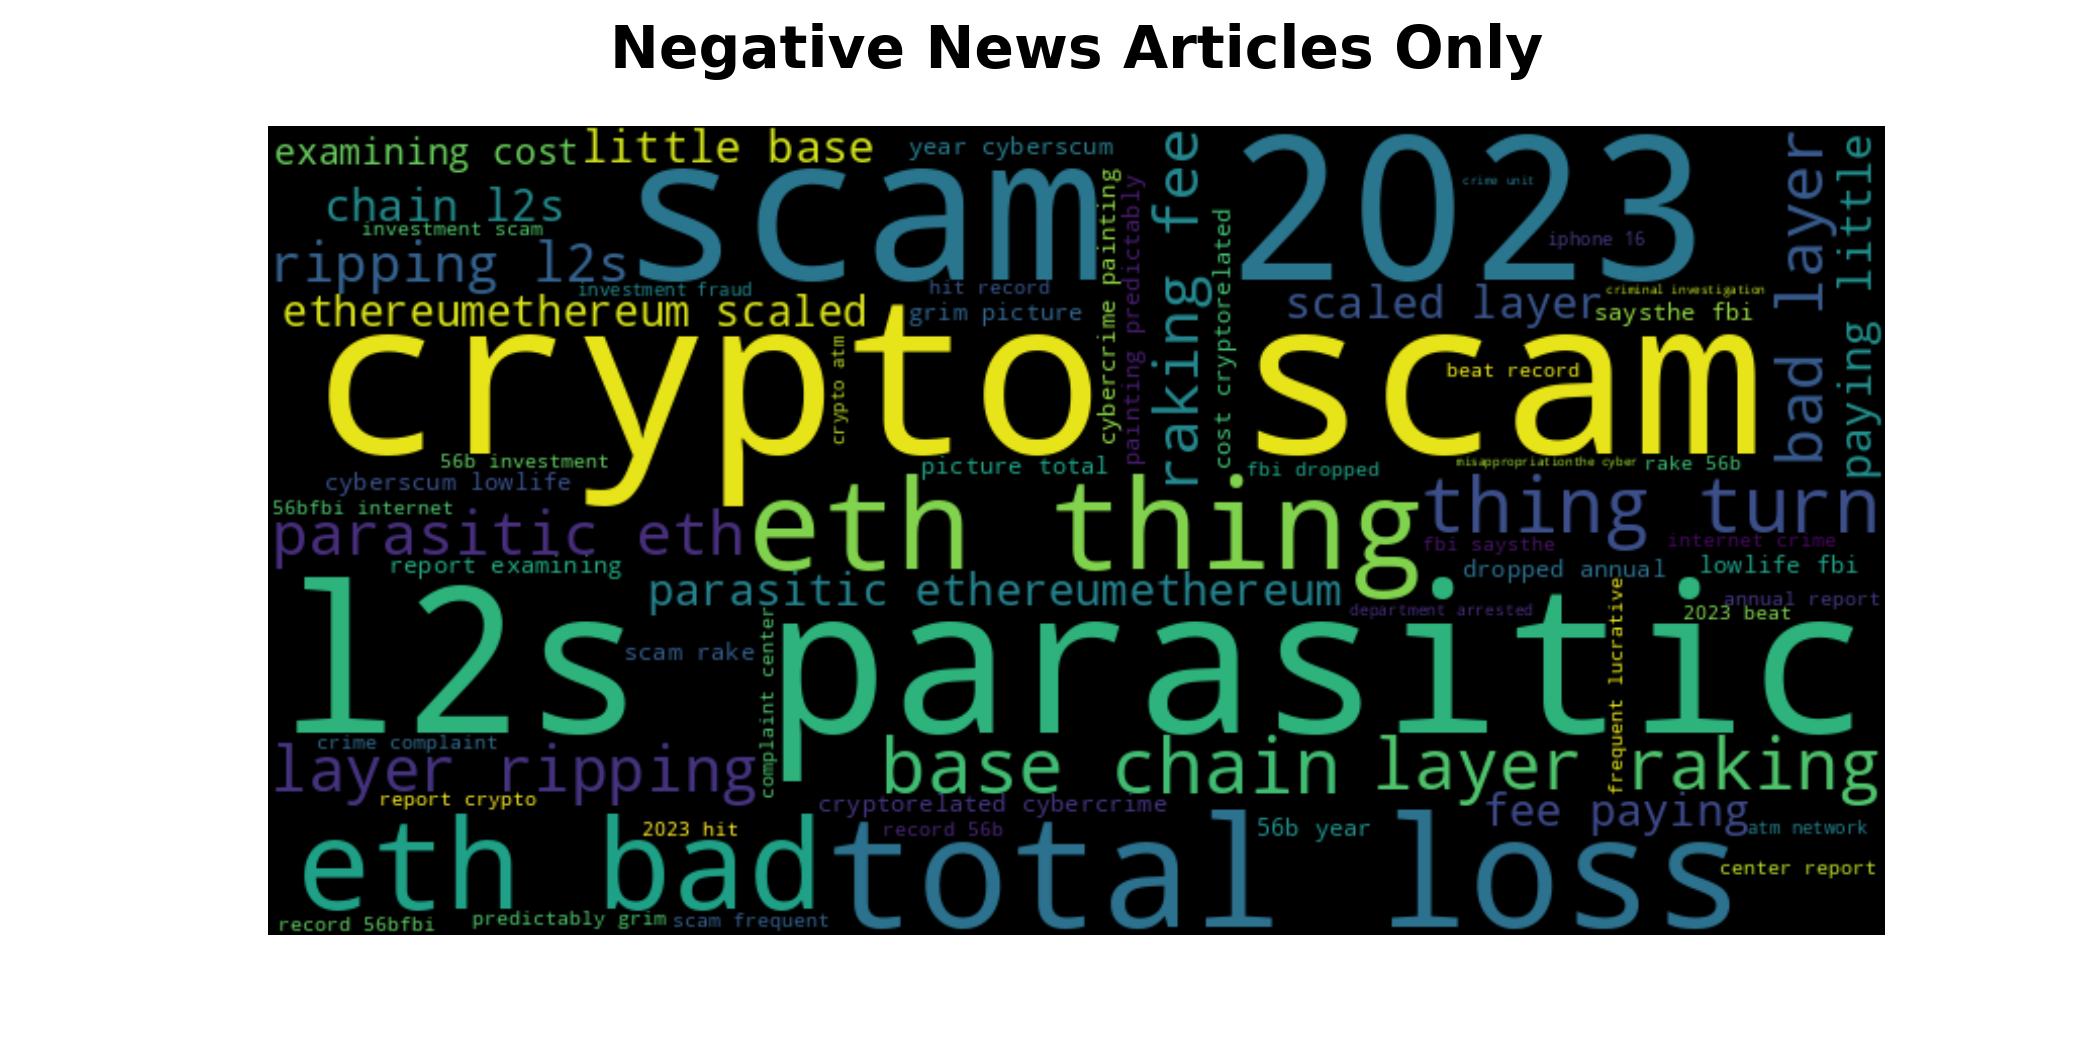 Negative News Articles Only
examining cost
little base
year cyberscum
raking fee
2023
crime unit
bad layer
paying little
scam
chain l2s
investment scam
cybercrime painting
painting predictably
cost cryptorelated
iphone 16
ripping l2s
investment fraud
hit record
criminal investigation
ethereumethereum scaled
grim picture
scaled layer
saysthe fbi
crypto scam
crypto atm
beat record
56b investment
picture total
fbi dropped
misappropriationthe cyber
rake 56b
cyberscum lowlife
56bfbi internet
parasitic eth
eth thing
thing turn
fbi saysthe
internet crime
report examining
parasitic ethereumethereum
dropped annual
lowlife fbi
annual report
department arrested
2023 beat
l2s parasitic
scam rake
complaint center
frequent lucrative
crime complaint
layer ripping
base chain
layer raking
report crypto
cryptorelated cybercrime
fee paying
eth bad
2023 hit
record 56b
total loss
56b year
atm network
center report
record 56bfbi
predictably grim
scam frequent